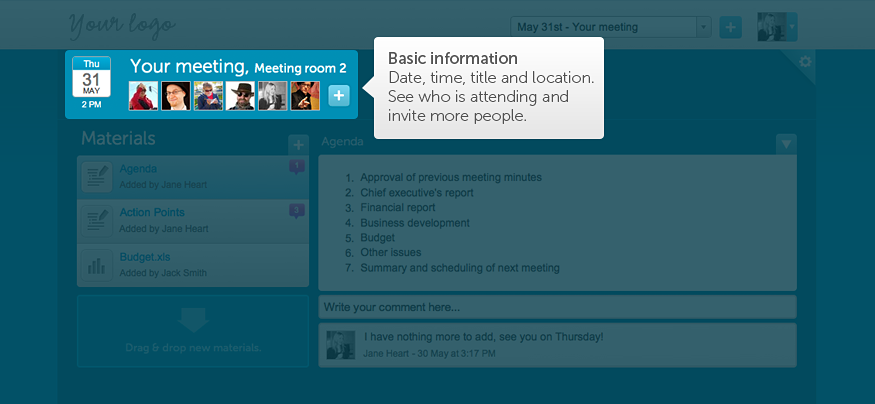 Your logo
May 31st - Your meeting
Thu
31
MAY
2 PM
Your meeting, Meeting room 2
Basic information
Date, time, title and location.
See who is attending and
invite more people.
Materials
Agenda
Added by Jane Heart
1
Action Points
Added by Jane Heart
3
Budget.xls
Added by Jack Smith
Drag & drop new materials.
Agenda
1. Approval of previous meeting minutes
2. Chief executive's report
3. Financial report
4. Business development
5. Budget
6. Other issues
7. Summary and scheduling of next meeting
Write your comment here...
I have nothing more to add, see you on Thursday!
Jane Heart - 30 May at 3:17 PM